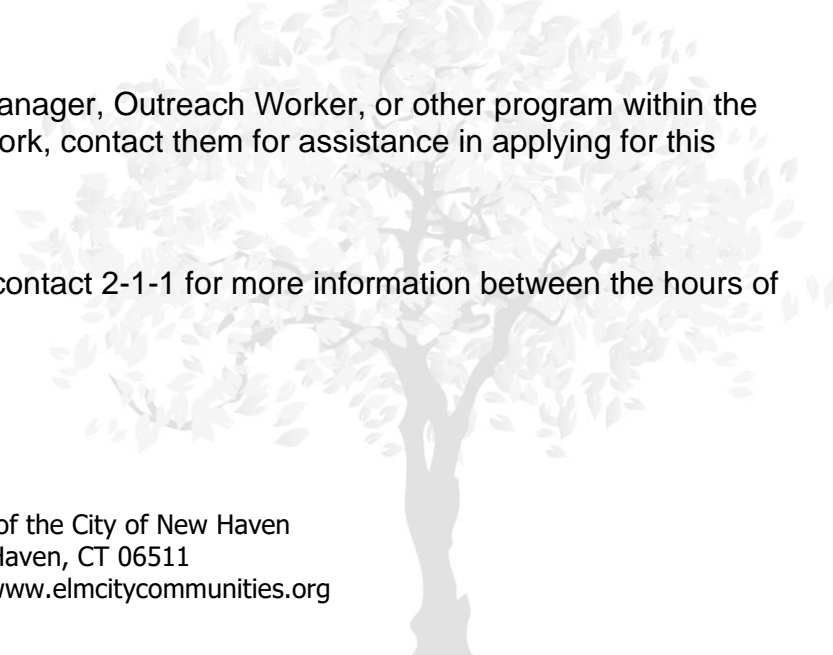 anager, Outreach Worker, or other program within the
ork, contact them for assistance in applying for this
contact 2-1-1 for more information between the hours of
of the City of New Haven
Haven, CT 06511
www.elmcitycommunities.org